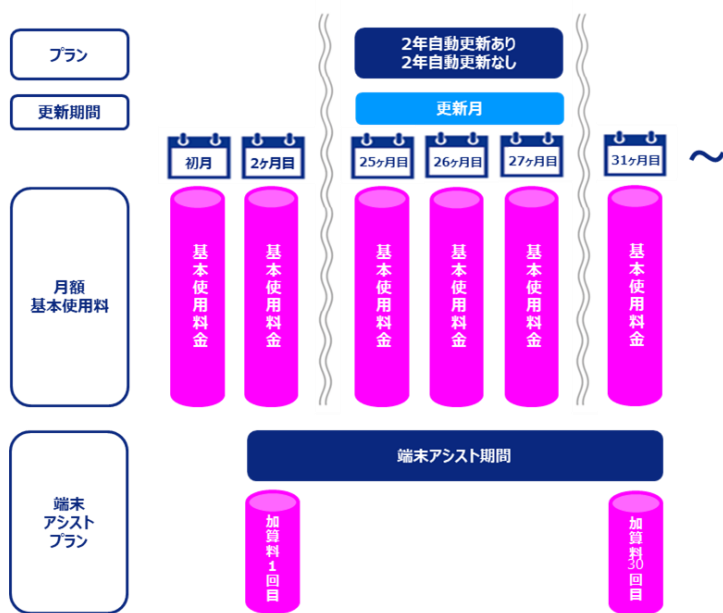 プラン
2年自動更新あり
2年自動更新なし
更新期間
更新月
初月
2ヶ月目
25ヶ月目
26ヶ月目
27ヶ月目
31ヶ月目
～
月額
基本使用料
基本使用料金
基本使用料金
基本使用料金
基本使用料金
基本使用料金
基本使用料金
端末アシスト期間
端末
アシスト
プラン
加算料1回目
加算料30回目